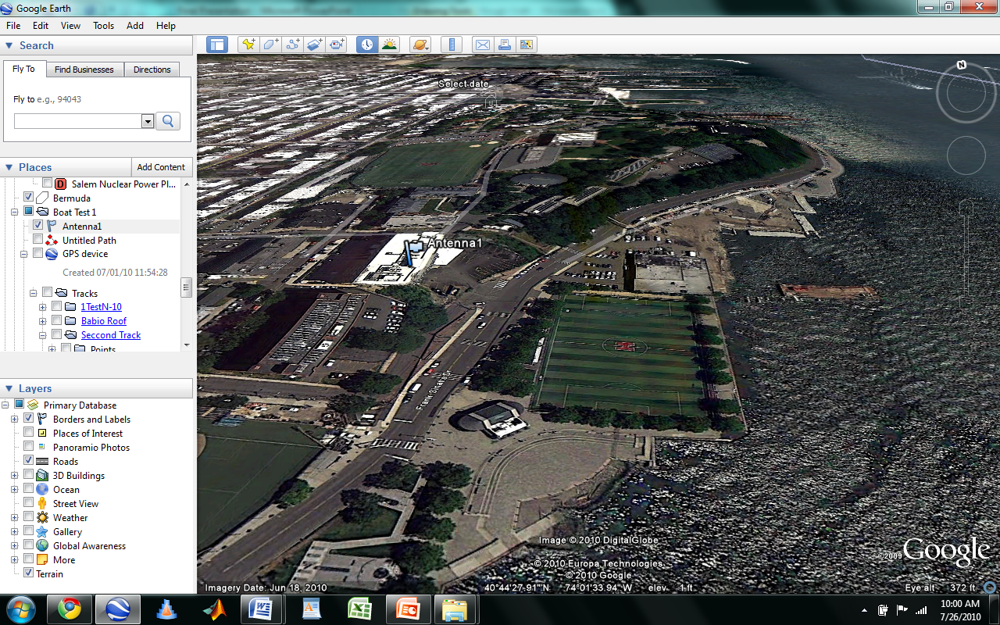 Google Earth
File Edit View Tools Add Help
Search
Fly To Find Businesses Directions
Fly to e.g., 94043
Places Add Content
Salem Nuclear Power Pl...
Bermuda
Boat Test 1
Antenna1
Untitled Path
GPS device
Created 07/01/10 11:54:28
Tracks
1TestN-10
Babio Roof
Seccond Track
Points
Layers
Primary Database
Borders and Labels
Places of Interest
Panoramio Photos
Roads
3D Buildings
Ocean
Street View
Weather
Gallery
Global Awareness
More
Terrain
Select date
N
Antenna1
Frank Sinatra Dr
Image © 2010 DigitalGlobe
© 2010 Europa Technologies
© 2010 Google
©2009 Google
Imagery Date: Jun 18, 2010 40°44'27.91" N 74°01'33.94" W elev 1 ft Eye alt 372 ft
10:00 AM
7/26/2010